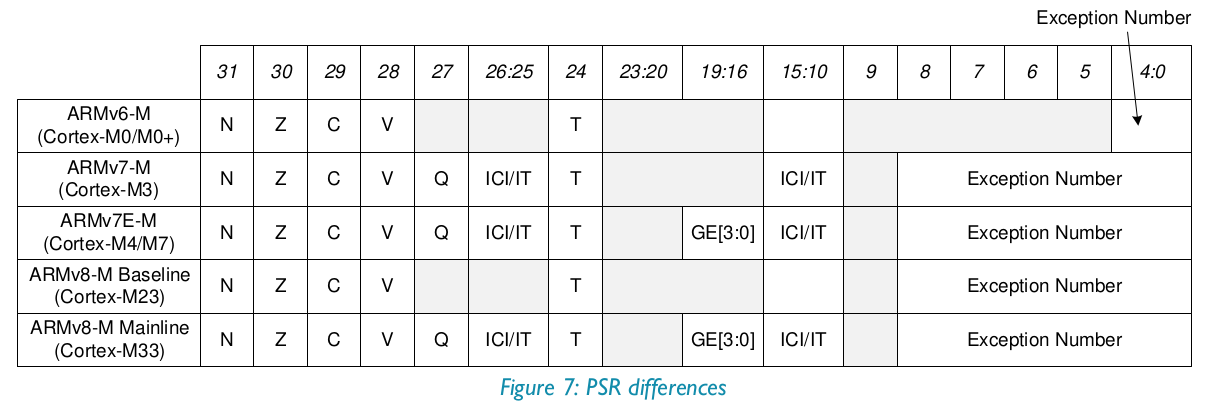 Exception Number
31 30 29 28 27 26:25 24 23:20 19:16 15:10 9 8 7 6 5 4:0
ARMv6-M
(Cortex-M0/M0+)
N Z C V T
ARMv7-M
(Cortex-M3)
N Z C V Q ICI/IT T ICI/IT Exception Number
ARMv7E-M
(Cortex-M4/M7)
N Z C V Q ICI/IT T GE[3:0] ICI/IT Exception Number
ARMv8-M Baseline
(Cortex-M23)
N Z C V T Exception Number
ARMv8-M Mainline
(Cortex-M33)
N Z C V Q ICI/IT T GE[3:0] ICI/IT Exception Number
Figure 7: PSR differences